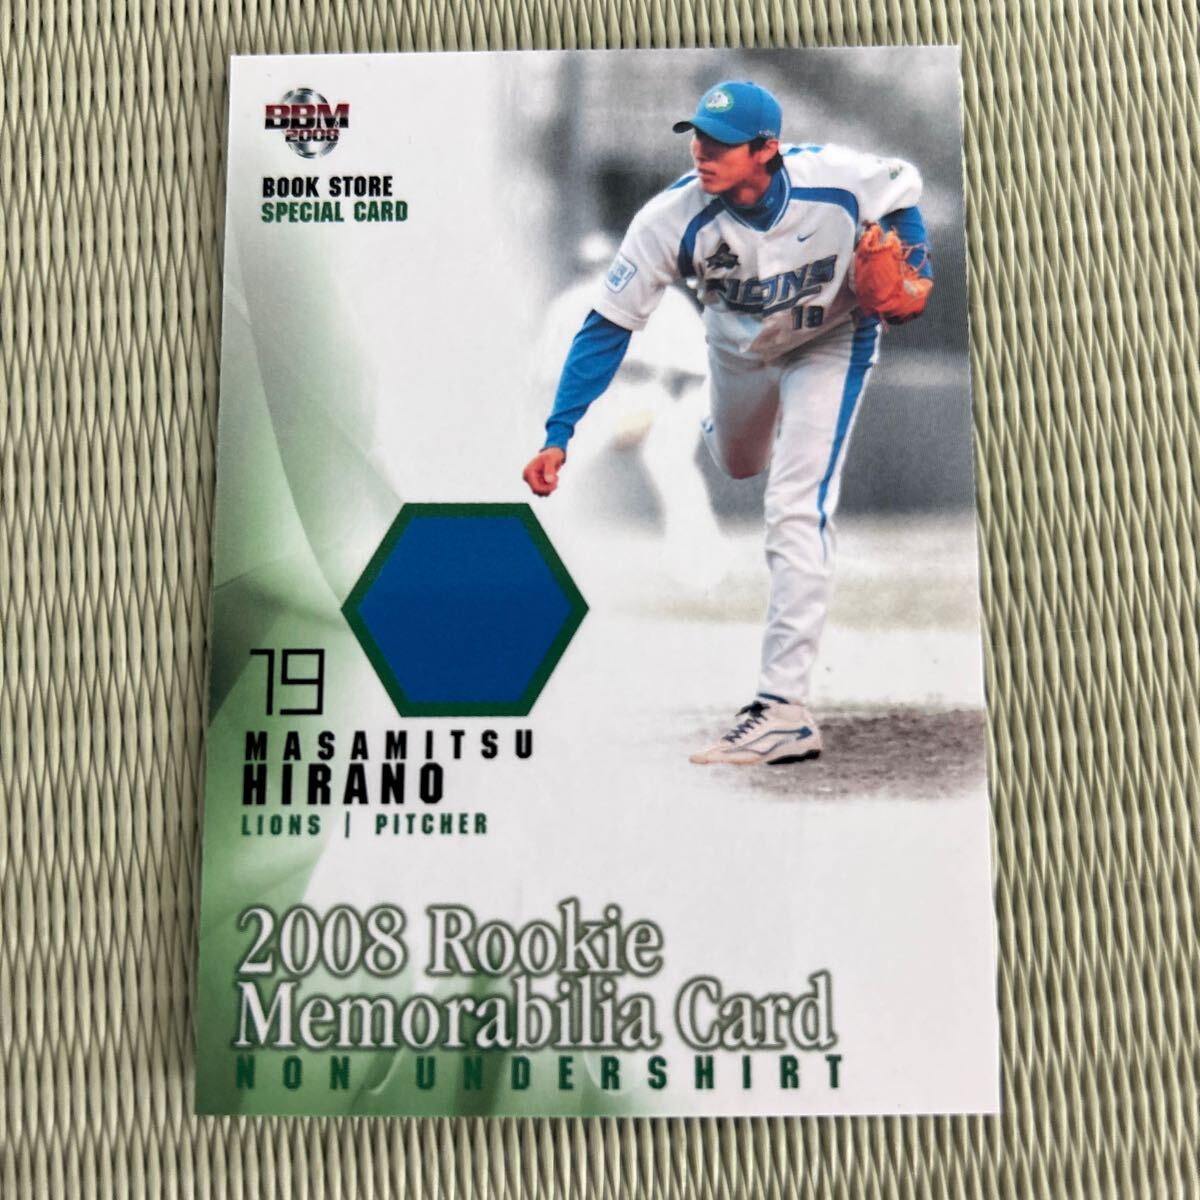 BBM
2008
BOOK STORE
SPECIAL CARD
LIONS
19
19
MASAMITSU
HIRANO
LIONS | PITCHER
2008 Rookie
Memorabilia Card
NON UNDERSHIRT